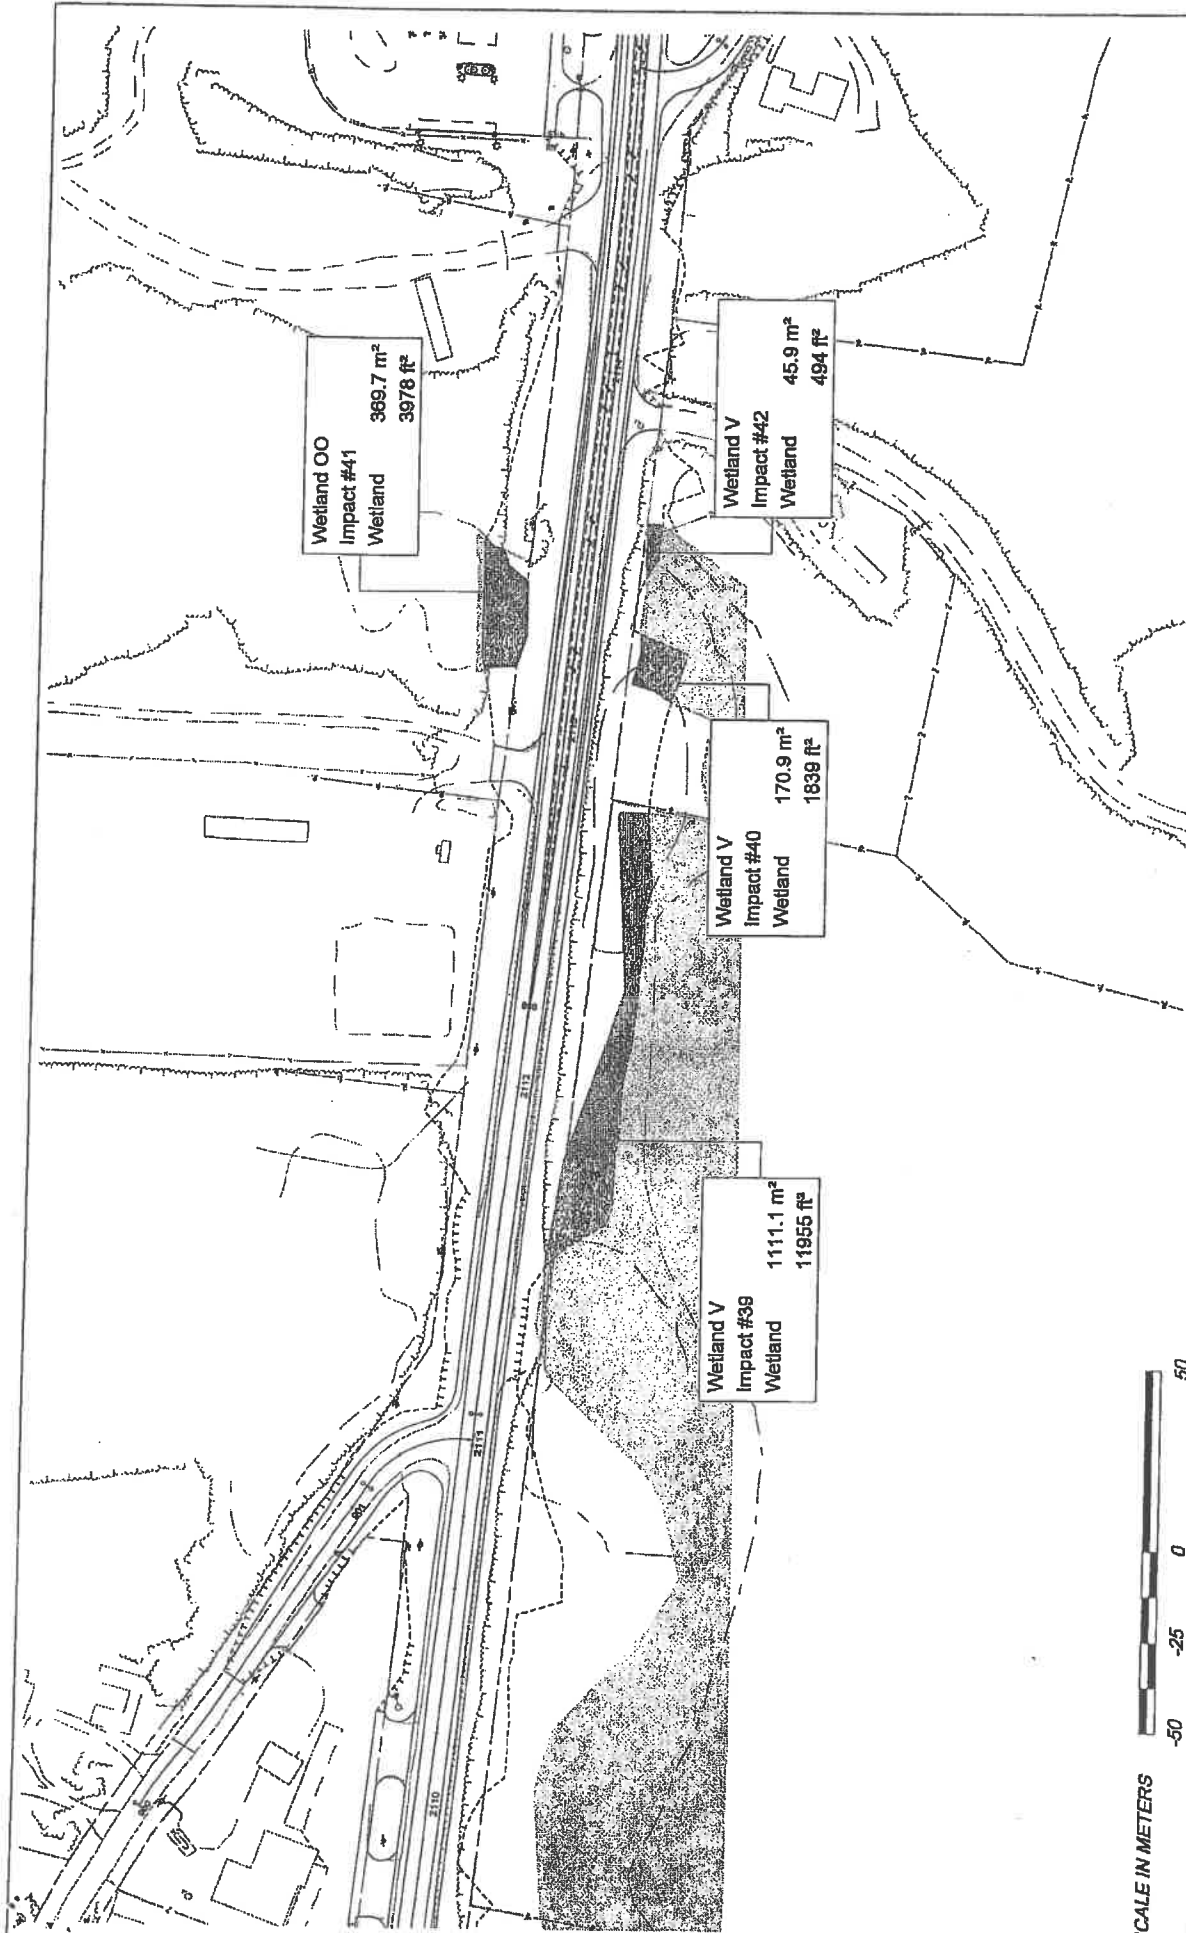 Wetland OO
Impact #41
Wetland 369.7 m²
3978 ft²
Wetland V
Impact #42
Wetland 45.9 m²
494 ft²
Wetland V
Impact #40
Wetland 170.9 m²
1839 ft²
Wetland V
Impact #39
Wetland 1111.1 m²
11955 ft²
2112
2111
2110
901
CALE IN METERS
-50 -25 0 50